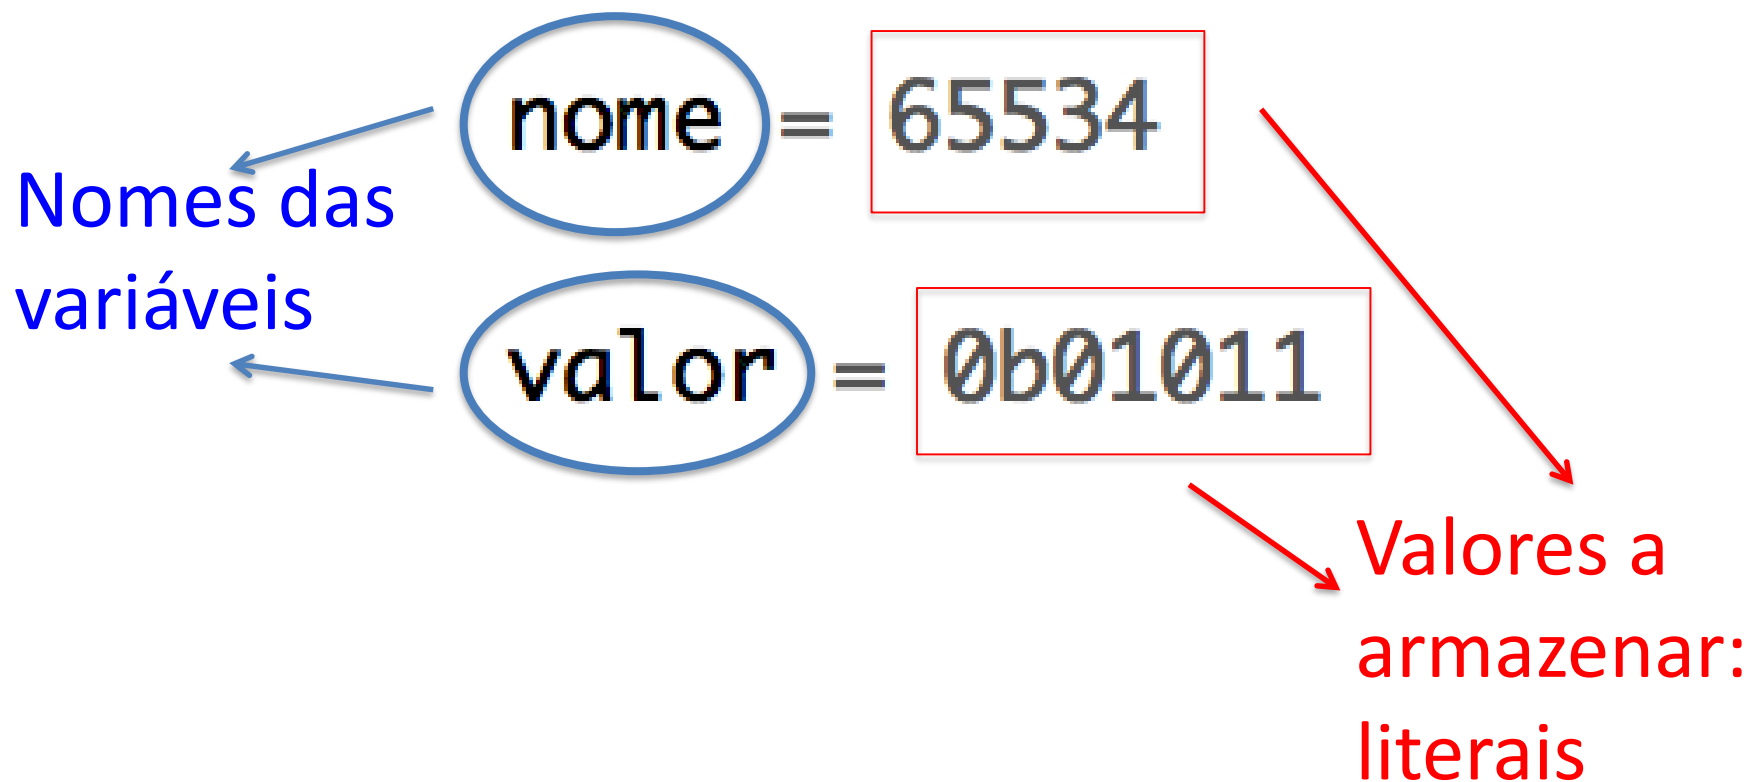 nome = 65534
Nomes das
variáveis
valor = 0b01011
Valores a
armazenar:
literais